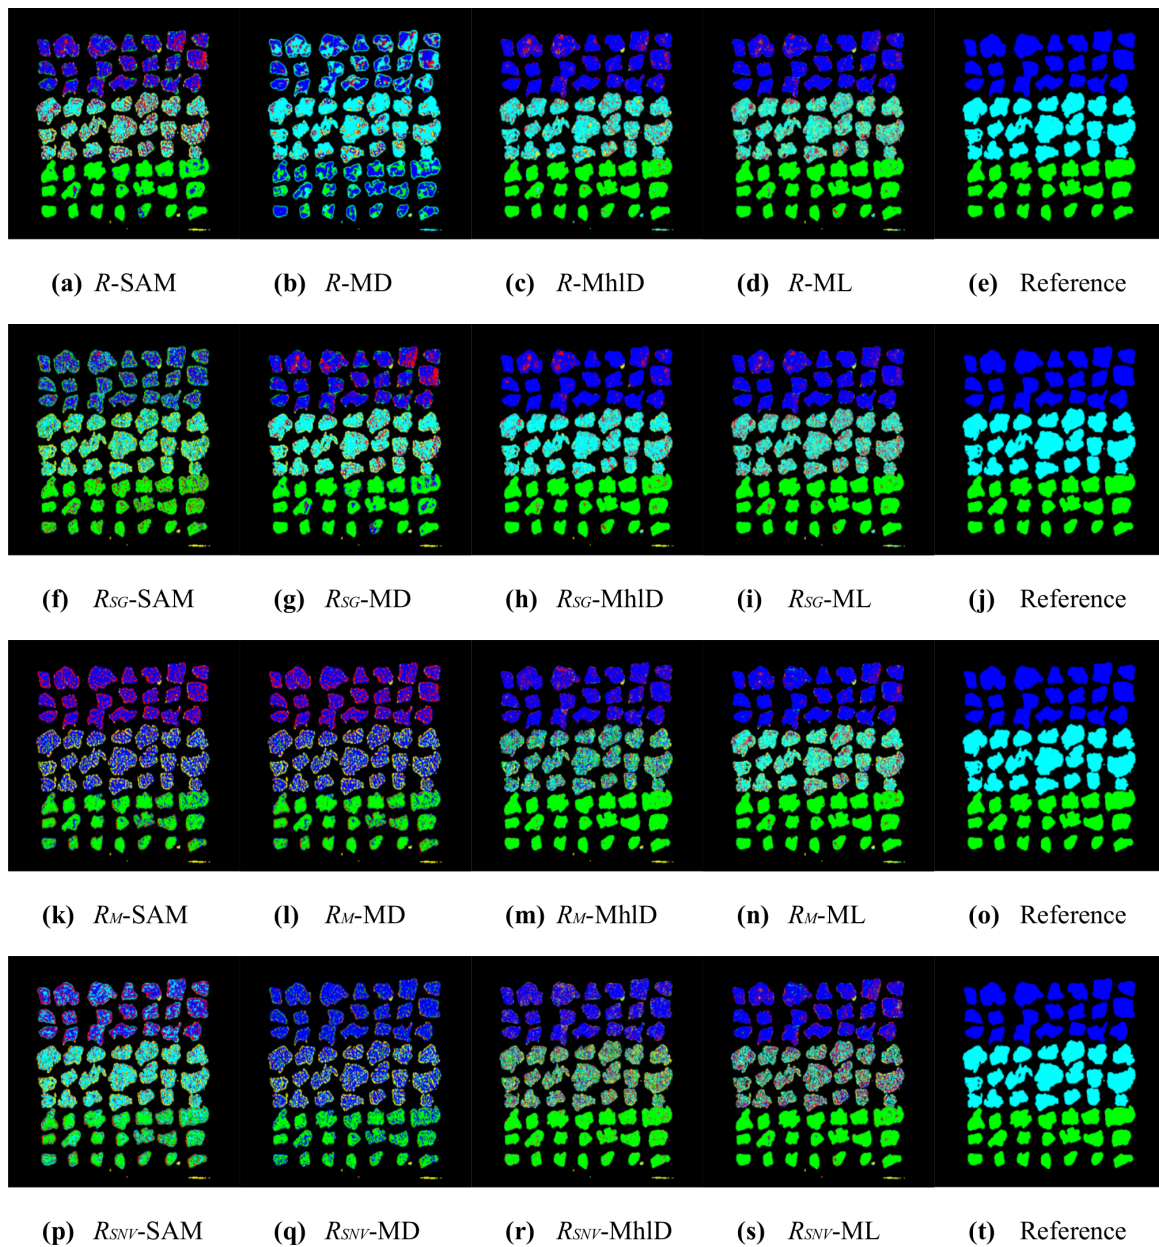 (a) R-SAM (b) R-MD (c) R-MhlD (d) R-ML (e) Reference
(f) RSG-SAM (g) RSG-MD (h) RSG-MhlD (i) RSG-ML (j) Reference
(k) RM-SAM (l) RM-MD (m) RM-MhlD (n) RM-ML (o) Reference
(p) RSNV-SAM (q) RSNV-MD (r) RSNV-MhlD (s) RSNV-ML (t) Reference